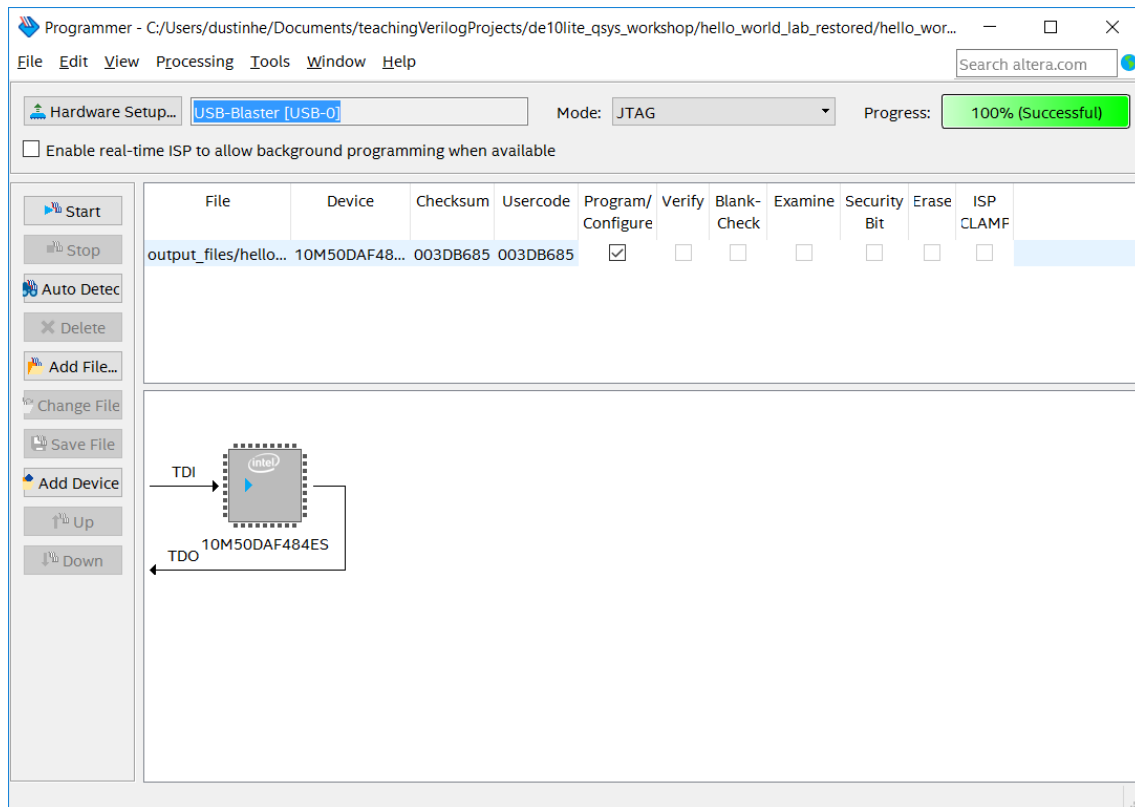 Programmer - C:/Users/dustinhe/Documents/teachingVerilogProjects/de10lite_qsys_workshop/hello_world_lab_restored/hello_wor...
File Edit View Processing Tools Window Help
Search altera.com
Hardware Setup... USB-Blaster [USB-0] Mode: JTAG Progress: 100% (Successful)
Enable real-time ISP to allow background programming when available
Start
Stop
Auto Detec
Delete
Add File...
Change File
Save File
Add Device
Up
Down
File Device Checksum Usercode Program/ Verify Blank- Examine Security Erase ISP
Configure Check Bit CLAMP
output_files/hello... 10M50DAF48... 003DB685 003DB685
TDI
intel
10M50DAF484ES
TDO